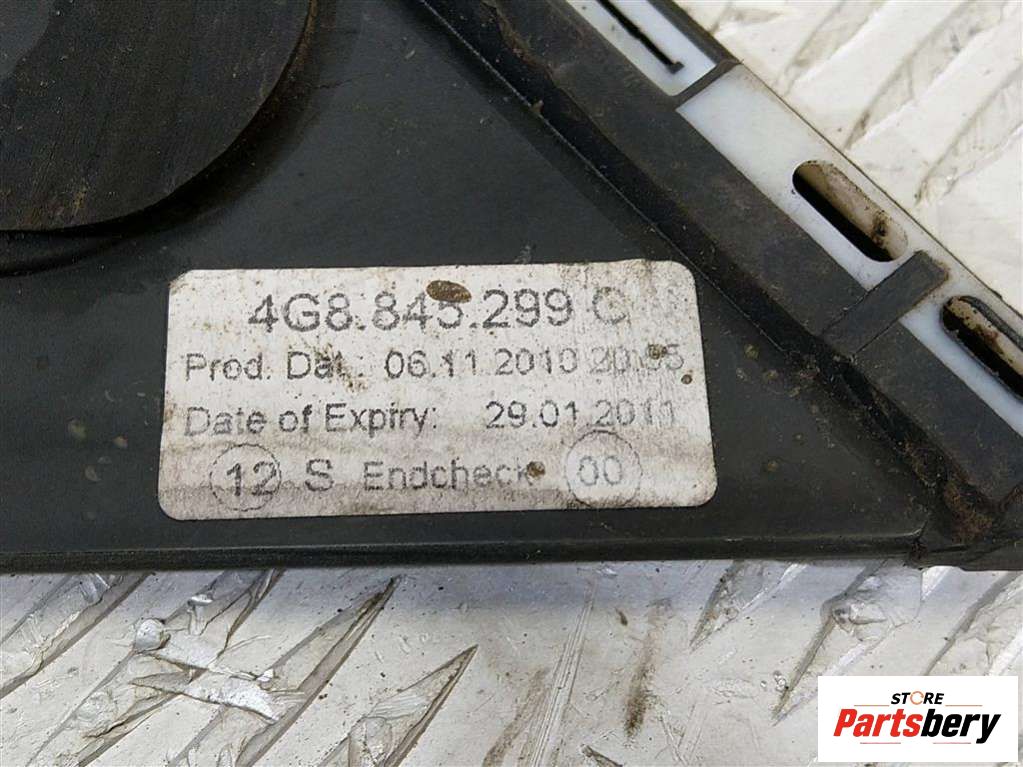 4G8.845.299 C
Prod. Dat.: 06.11.2010 20:05
Date of Expiry: 29.01.2011
12 S Endcheck 00
STORE
Partsbery